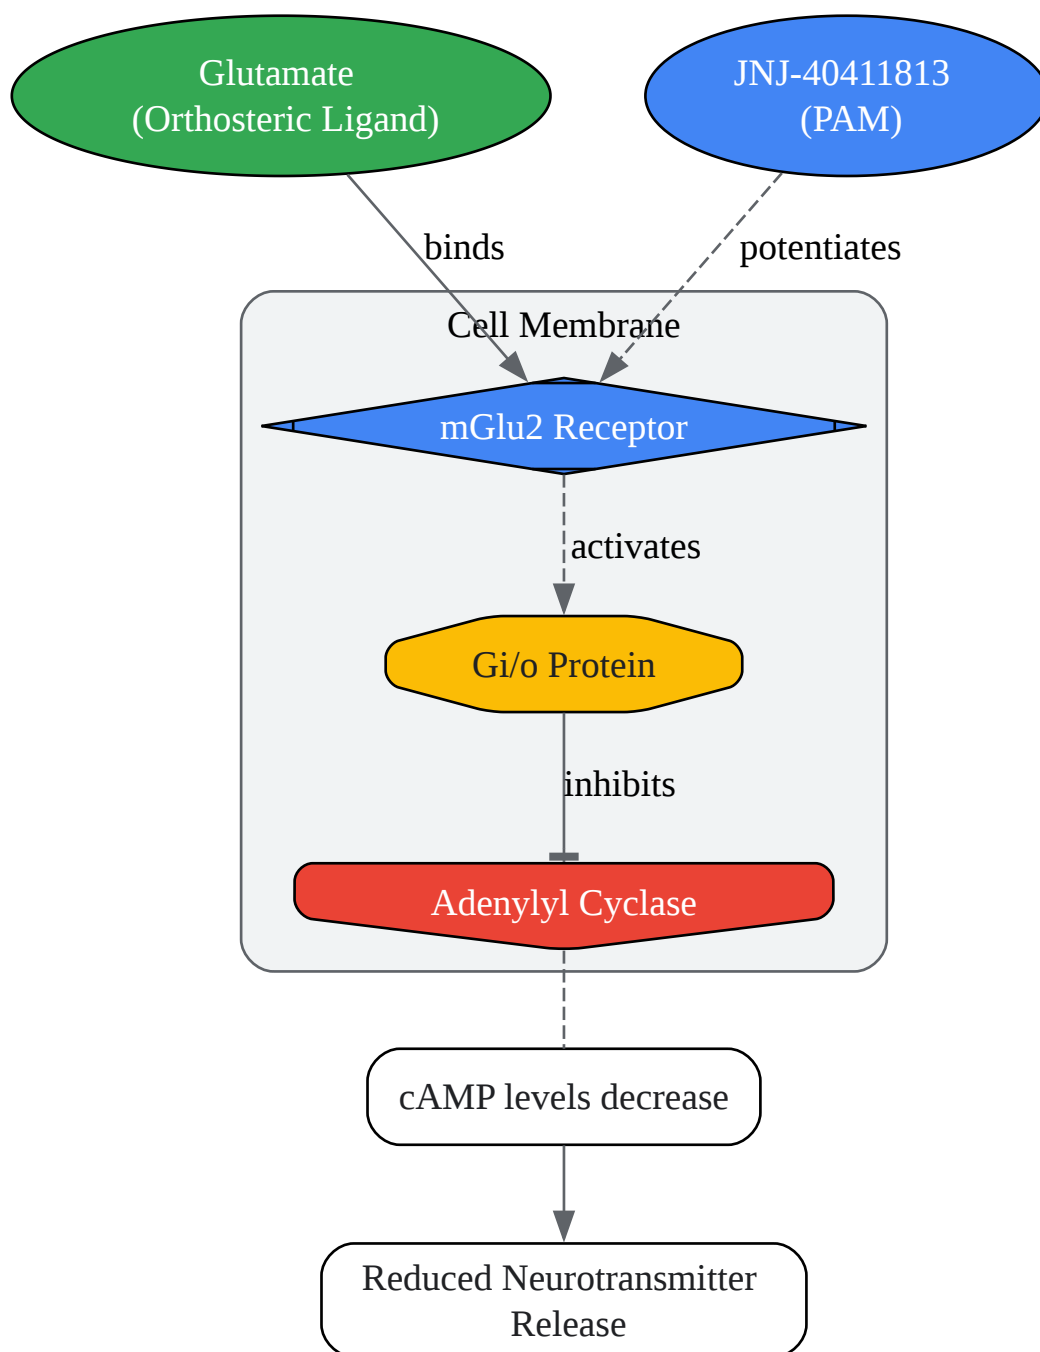 Glutamate
(Orthosteric Ligand)
JNJ-40411813
(PAM)
binds
potentiates
Cell Membrane
mGlu2 Receptor
activates
Gi/o Protein
inhibits
Adenylyl Cyclase
cAMP levels decrease
Reduced Neurotransmitter
Release